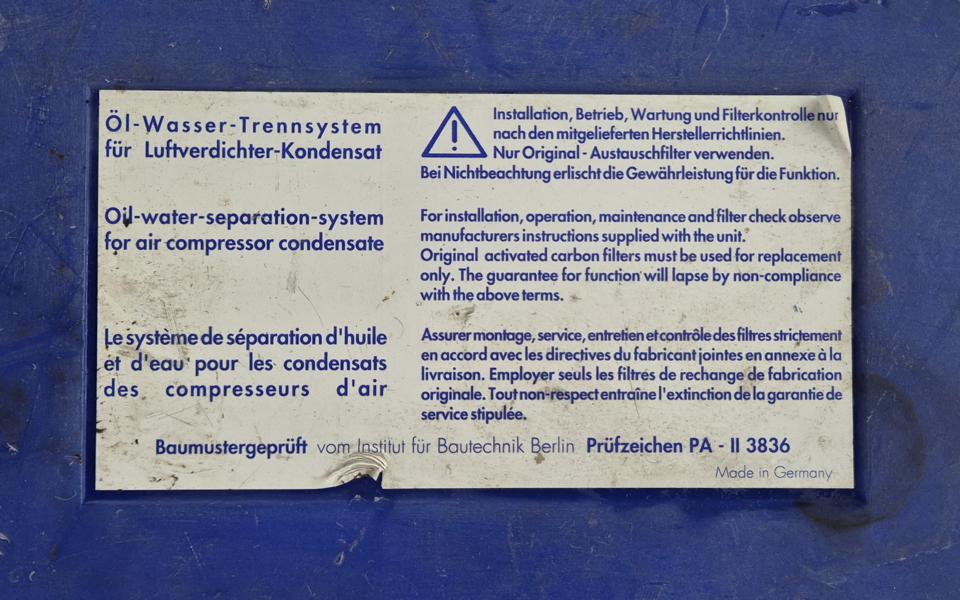 Öl-Wasser-Trennsystem
für Luftverdichter-Kondensat
Installation, Betrieb, Wartung und Filterkontrolle nur
nach den mitgelieferten Herstellerrichtlinien.
Nur Original - Austauschfilter verwenden.
Bei Nichtbeachtung erlischt die Gewährleistung für die Funktion.
Oil-water-separation-system
for air compressor condensate
For installation, operation, maintenance and filter check observe
manufacturers instructions supplied with the unit.
Original activated carbon filters must be used for replacement
only. The guarantee for function will lapse by non-compliance
with the above terms.
Le système de séparation d'huile
et d'eau pour les condensats
des compresseurs d'air
Assurer montage, service, entretien et contrôle des filtres strictement
en accord avec les directives du fabricant jointes en annexe à la
livraison. Employer seuls les filtres de rechange de fabrication
originale. Tout non-respect entraîne l'extinction de la garantie de
service stipulée.
Baumustergeprüft vom Institut für Bautechnik Berlin Prüfzeichen PA - II 3836
Made in Germany